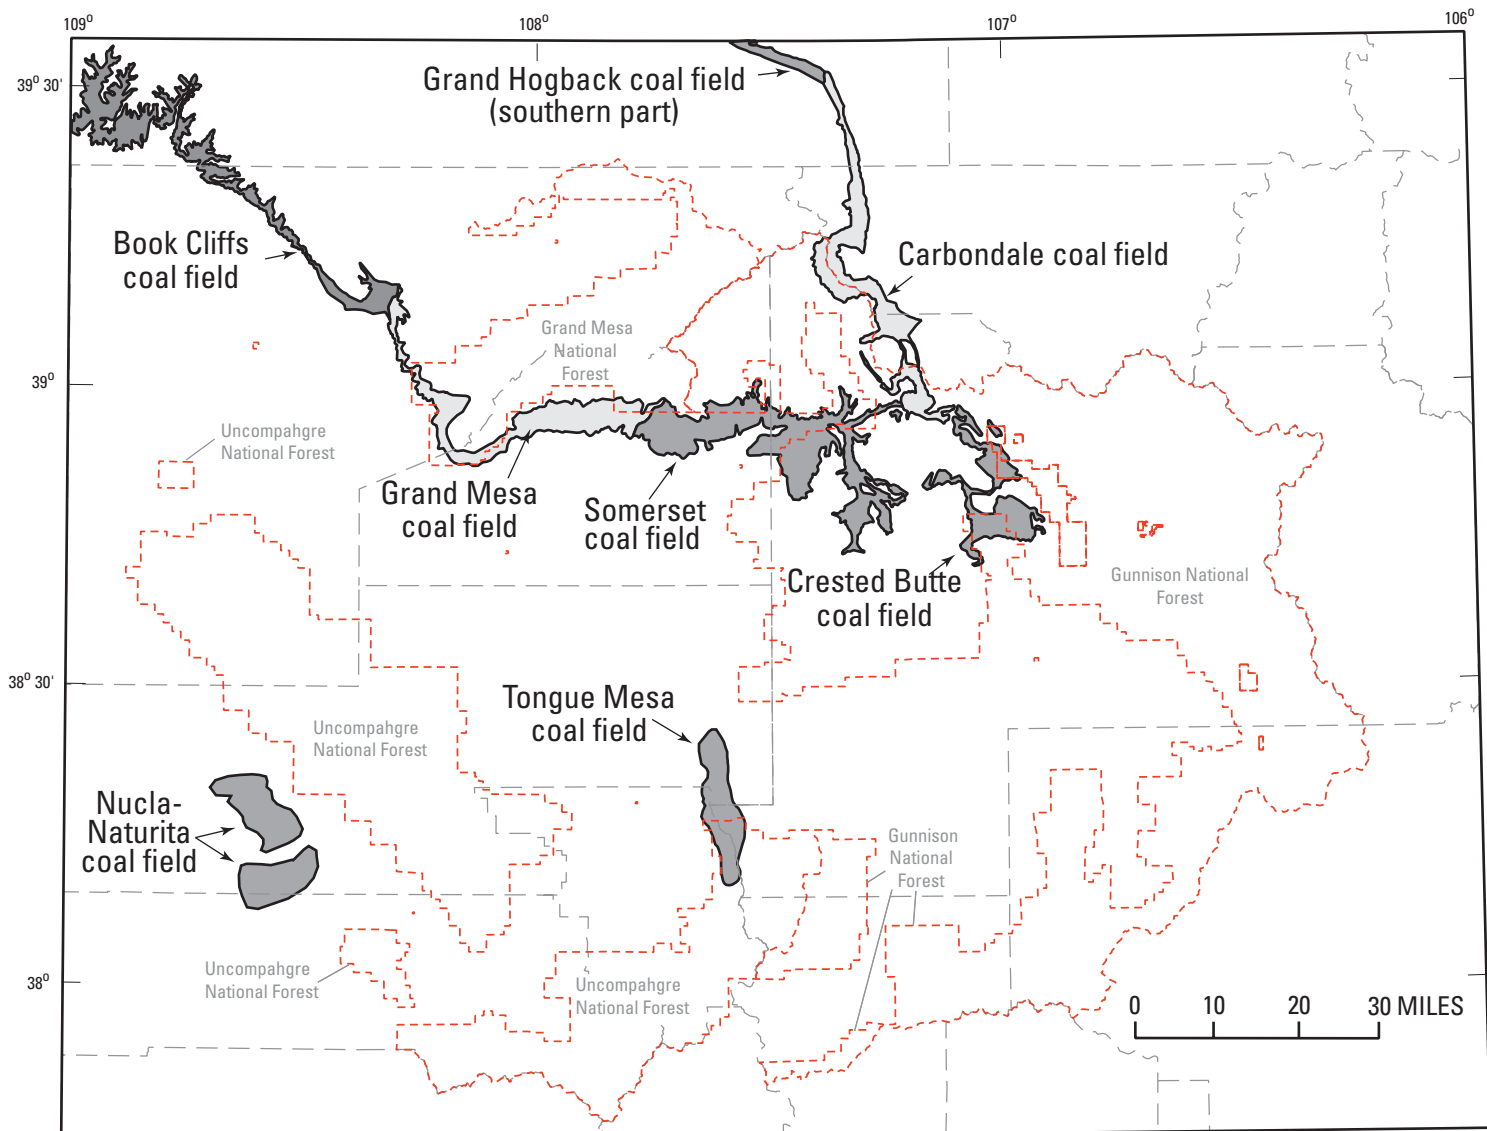 109°
108°
107°
106°
39° 30'
39°
38° 30'
38°
Grand Hogback coal field
(southern part)
Book Cliffs
coal field
Carbondale coal field
Grand Mesa
National
Forest
Uncompahgre
National Forest
Grand Mesa
coal field
Somerset
coal field
Crested Butte
coal field
Gunnison National
Forest
Tongue Mesa
coal field
Uncompahgre
National Forest
Nucla-
Naturita
coal field
Gunnison
National
Forest
Uncompahgre
National Forest
Uncompahgre
National Forest
0 10 20 30 MILES